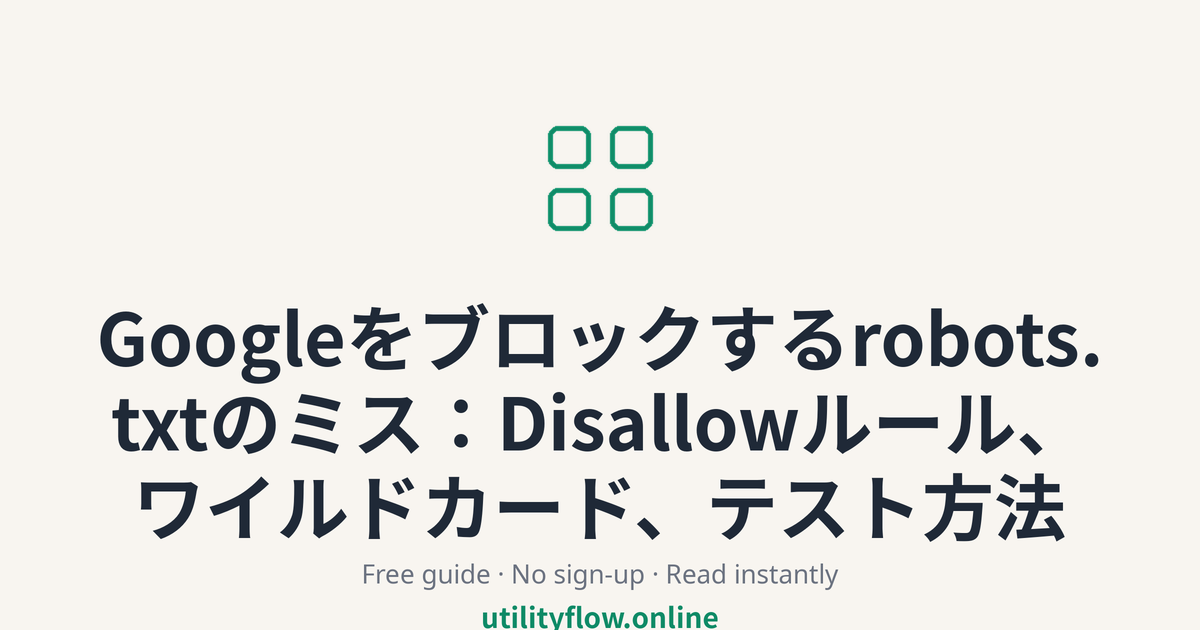 Googleをブロックするrobots.
txtのミス：Disallowルール、
ワイルドカード、テスト方法
Free guide · No sign-up · Read instantly
utilityflow.online